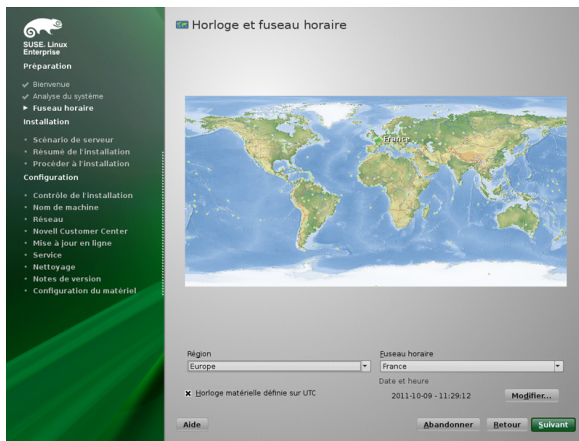 SUSE. Linux
Enterprise
Préparation
Bienvenue
Analyse du système
Fuseau horaire
Installation
Scénario de serveur
Résumé de l'installation
Procéder à l'installation
Configuration
Contrôle de l'installation
Nom de machine
Réseau
Novell Customer Center
Mise à jour en ligne
Service
Nettoyage
Notes de version
Configuration du matériel
Horloge et fuseau horaire
France
Région
Europe
Fuseau horaire
France
Horloge matérielle définie sur UTC
Date et heure
2011-10-09 - 11:29:12
Modifier...
Aide
Abandonner
Retour
Suivant